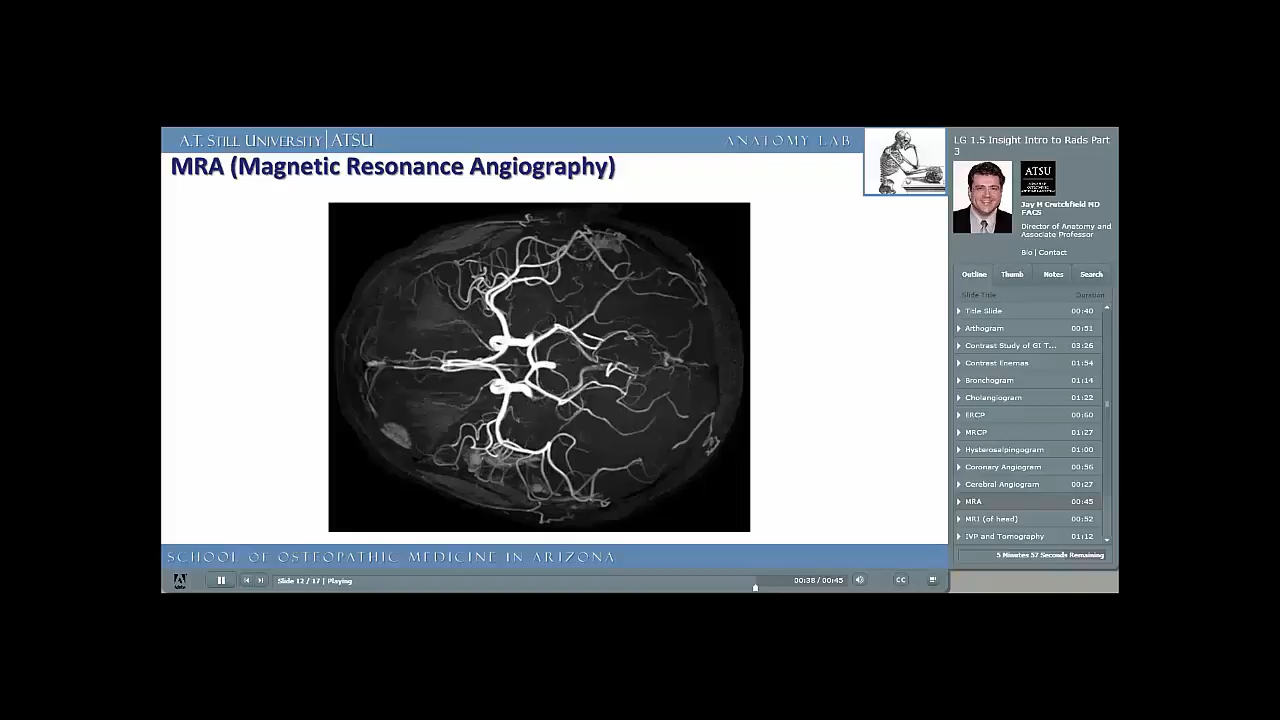 A.T. STILL UNIVERSITY | ATSU
ANATOMY LAB
MRA (Magnetic Resonance Angiography)
SCHOOL OF OSTEOPATHIC MEDICINE IN ARIZONA
Slide 12 / 17 | Playing
00:38 / 00:45
CC
LG 1.5 Insight Intro to Rads Part
3
ATSU
Jay M Crutchfield MD
FACS
Director of Anatomy and
Associate Professor
Bio | Contact
Outline Thumb Notes Search
Slide Title Duration
Title Slide 00:40
Arthogram 00:51
Contrast Study of GI T... 03:26
Contrast Enemas 01:54
Bronchogram 01:14
Cholangiogram 01:22
ERCP 00:60
MRCP 01:27
Hysterosalpingogram 01:00
Coronary Angiogram 00:56
Cerebral Angiogram 00:27
MRA 00:45
MRI (of head) 00:52
IVP and Tomography 01:12
5 Minutes 57 Seconds Remaining